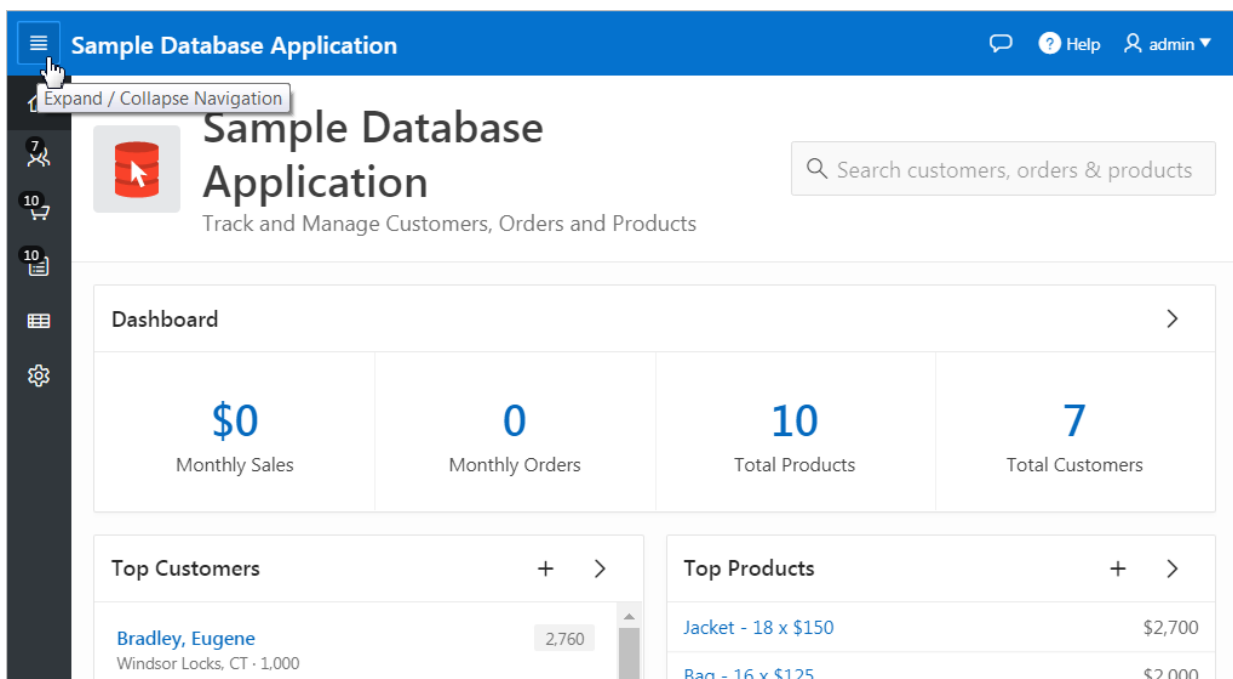 Sample Database Application
? Help
admin
Expand / Collapse Navigation
7
10
10
Sample Database
Application
Track and Manage Customers, Orders and Products
Search customers, orders & products
Dashboard
$0
Monthly Sales
0
Monthly Orders
10
Total Products
7
Total Customers
Top Customers
Bradley, Eugene
2,760
Windsor Locks, CT · 1,000
Top Products
Jacket - 18 x $150
$2,700
Bag - 16 x $125
$2,000